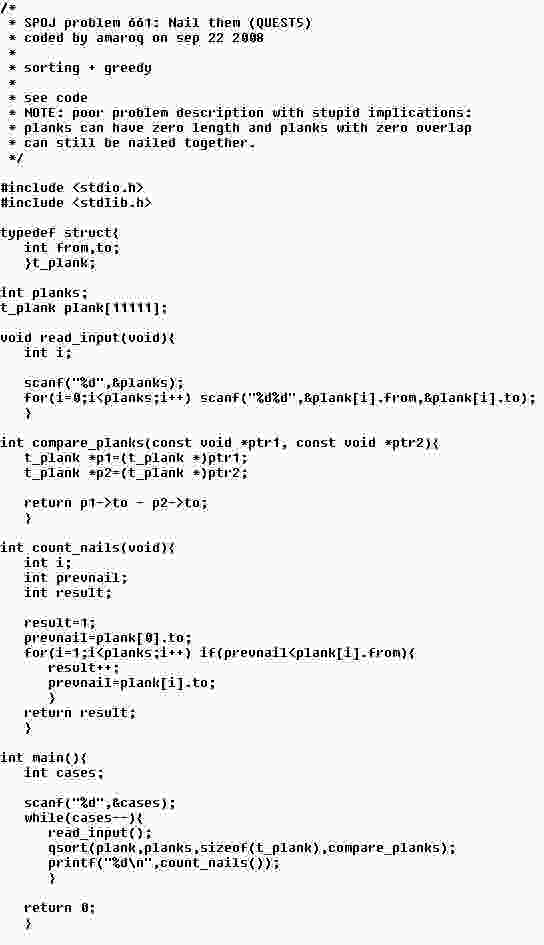 /*
 * SPOJ problem 661: Nail them (QUEST5)
 * coded by amaroq on sep 22 2008
 *
 * sorting + greedy
 *
 * see code
 * NOTE: poor problem description with stupid implications:
 * planks can have zero length and planks with zero overlap
 * can still be nailed together.
 */

#include <stdio.h>
#include <stdlib.h>

typedef struct{
   int from,to;
   }t_plank;

int planks;
t_plank plank[11111];

void read_input(void){
   int i;

   scanf("%d",&planks);
   for(i=0;i<planks;i++) scanf("%d%d",&plank[i].from,&plank[i].to);
   }

int compare_planks(const void *ptr1, const void *ptr2){
   t_plank *p1=(t_plank *)ptr1;
   t_plank *p2=(t_plank *)ptr2;

   return p1->to - p2->to;
   }

int count_nails(void){
   int i;
   int prevnail;
   int result;

   result=1;
   prevnail=plank[0].to;
   for(i=1;i<planks;i++) if(prevnail<plank[i].from){
      result++;
      prevnail=plank[i].to;
      }
   return result;
   }

int main(){
   int cases;

   scanf("%d",&cases);
   while(cases--){
      read_input();
      qsort(plank,planks,sizeof(t_plank),compare_planks);
      printf("%d\n",count_nails());
      }

   return 0;
   }